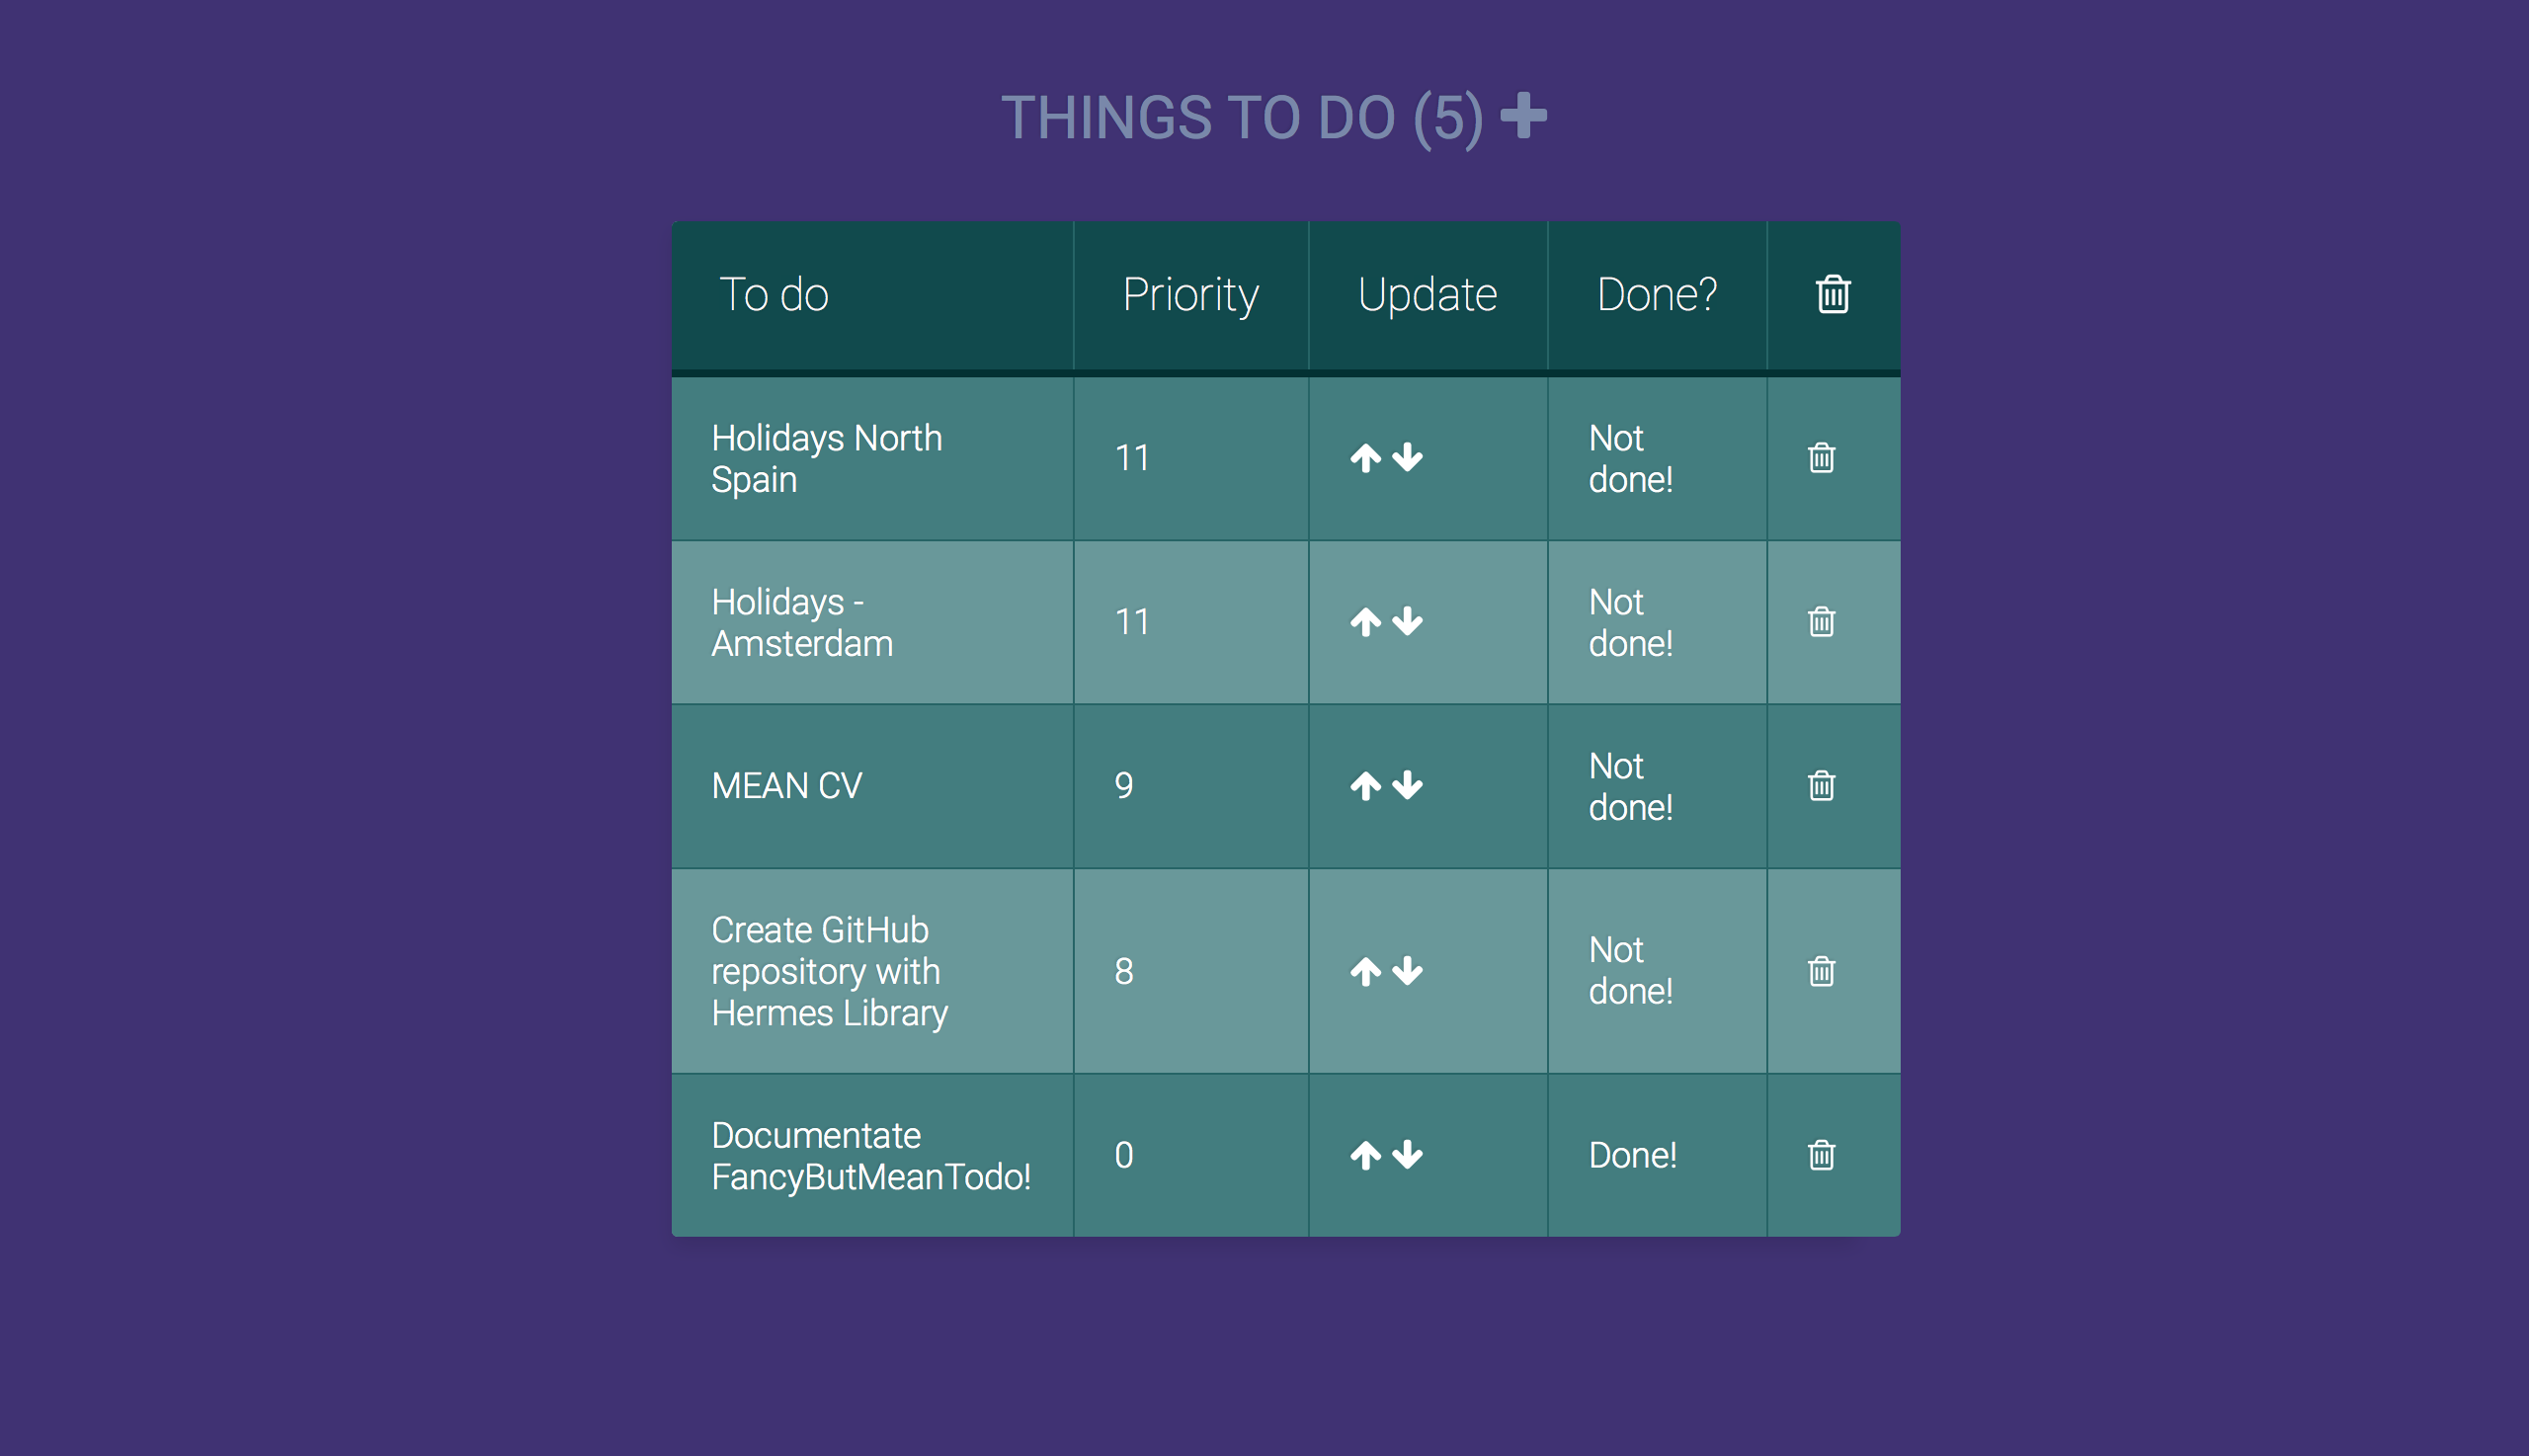 THINGS TO DO (5)
To do Priority Update Done?
Holidays North
Spain
11
Not
done!
Holidays -
Amsterdam
11
Not
done!
MEAN CV
9
Not
done!
Create GitHub
repository with
Hermes Library
8
Not
done!
Documentate
FancyButMeanTodo!
0
Done!